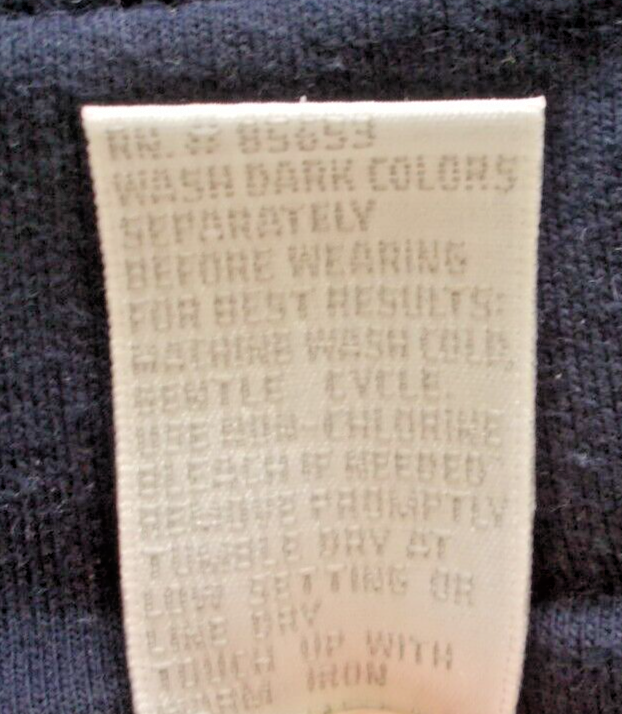 RN. # 85653
WASH DARK COLORS
SEPARATELY
BEFORE WEARING
FOR BEST RESULTS:
MACHINE WASH COLD,
GENTLE CYCLE.
USE NON-CHLORINE
BLEACH IF NEEDED
REMOVE PROMPTLY
TUMBLE DRY AT
LOW SETTING OR
LINE DRY
TOUCH UP WITH
WARM IRON